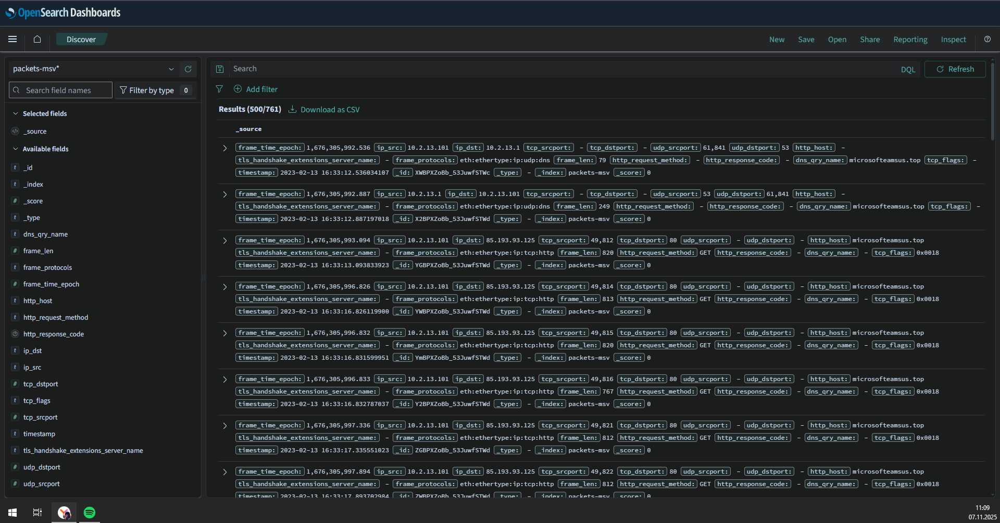 OpenSearch Dashboards
Discover
New Save Open Share Reporting Inspect
packets-msv*
Search
DQL
Refresh
Search field names
Filter by type 0
Add filter
Selected fields
_source
Available fields
_id
_index
_score
_type
dns_qry_name
frame_len
frame_protocols
frame_time_epoch
http_host
http_request_method
http_response_code
ip_dst
ip_src
tcp_dstport
tcp_flags
tcp_srcport
timestamp
tls_handshake_extensions_server_name
udp_dstport
udp_srcport
Results (500/761) Download as CSV
_source
frame_time_epoch: 1,676,305,992.536 ip_src: 10.2.13.101 ip_dst: 10.2.13.1 tcp_srcport: – tcp_dstport: – udp_srcport: 61,841 udp_dstport: 53 http_host: –
tls_handshake_extensions_server_name: – frame_protocols: eth:ethertype:ip:udp:dns frame_len: 79 http_request_method: – http_response_code: – dns_qry_name: microsofteamsus.top tcp_flags: –
timestamp: 2023-02-13 16:33:12.536034107 _id: XWBPXZoBb_53JuwfSTWc _type: – _index: packets-msv _score: 0
frame_time_epoch: 1,676,305,992.887 ip_src: 10.2.13.1 ip_dst: 10.2.13.101 tcp_srcport: – tcp_dstport: – udp_srcport: 53 udp_dstport: 61,841 http_host: –
tls_handshake_extensions_server_name: – frame_protocols: eth:ethertype:ip:udp:dns frame_len: 249 http_request_method: – http_response_code: – dns_qry_name: microsofteamsus.top tcp_flags: –
timestamp: 2023-02-13 16:33:12.887197018 _id: X2BPXZoBb_53JuwfSTWd _type: – _index: packets-msv _score: 0
frame_time_epoch: 1,676,305,993.094 ip_src: 10.2.13.101 ip_dst: 85.193.93.125 tcp_srcport: 49,812 tcp_dstport: 80 udp_srcport: – udp_dstport: – http_host: microsofteamsus.top
tls_handshake_extensions_server_name: – frame_protocols: eth:ethertype:ip:tcp:http frame_len: 820 http_request_method: GET http_response_code: – dns_qry_name: – tcp_flags: 0x0018
timestamp: 2023-02-13 16:33:13.093833923 _id: YGBPXZoBb_53JuwfSTWd _type: – _index: packets-msv _score: 0
frame_time_epoch: 1,676,305,996.826 ip_src: 10.2.13.101 ip_dst: 85.193.93.125 tcp_srcport: 49,814 tcp_dstport: 80 udp_srcport: – udp_dstport: – http_host: microsofteamsus.top
tls_handshake_extensions_server_name: – frame_protocols: eth:ethertype:ip:tcp:http frame_len: 813 http_request_method: GET http_response_code: – dns_qry_name: – tcp_flags: 0x0018
timestamp: 2023-02-13 16:33:16.826119900 _id: YWBPXZoBb_53JuwfSTWd _type: – _index: packets-msv _score: 0
frame_time_epoch: 1,676,305,996.832 ip_src: 10.2.13.101 ip_dst: 85.193.93.125 tcp_srcport: 49,815 tcp_dstport: 80 udp_srcport: – udp_dstport: – http_host: microsofteamsus.top
tls_handshake_extensions_server_name: – frame_protocols: eth:ethertype:ip:tcp:http frame_len: 820 http_request_method: GET http_response_code: – dns_qry_name: – tcp_flags: 0x0018
timestamp: 2023-02-13 16:33:16.831599951 _id: YmBPXZoBb_53JuwfSTWd _type: – _index: packets-msv _score: 0
frame_time_epoch: 1,676,305,996.833 ip_src: 10.2.13.101 ip_dst: 85.193.93.125 tcp_srcport: 49,816 tcp_dstport: 80 udp_srcport: – udp_dstport: – http_host: microsofteamsus.top
tls_handshake_extensions_server_name: – frame_protocols: eth:ethertype:ip:tcp:http frame_len: 767 http_request_method: GET http_response_code: – dns_qry_name: – tcp_flags: 0x0018
timestamp: 2023-02-13 16:33:16.832787037 _id: Y2BPXZoBb_53JuwfSTWd _type: – _index: packets-msv _score: 0
frame_time_epoch: 1,676,305,997.336 ip_src: 10.2.13.101 ip_dst: 85.193.93.125 tcp_srcport: 49,821 tcp_dstport: 80 udp_srcport: – udp_dstport: – http_host: microsofteamsus.top
tls_handshake_extensions_server_name: – frame_protocols: eth:ethertype:ip:tcp:http frame_len: 812 http_request_method: GET http_response_code: – dns_qry_name: – tcp_flags: 0x0018
timestamp: 2023-02-13 16:33:17.335551023 _id: ZGBPXZoBb_53JuwfSTWd _type: – _index: packets-msv _score: 0
frame_time_epoch: 1,676,305,997.894 ip_src: 10.2.13.101 ip_dst: 85.193.93.125 tcp_srcport: 49,822 tcp_dstport: 80 udp_srcport: – udp_dstport: – http_host: microsofteamsus.top
tls_handshake_extensions_server_name: – frame_protocols: eth:ethertype:ip:tcp:http frame_len: 812 http_request_method: GET http_response_code: – dns_qry_name: – tcp_flags: 0x0018
timestamp: 2023-02-13 16:33:17.893702984 _id: ZWBPXZoBb_53JuwfSTWd _type: – _index: packets-msv _score: 0
11:09
07.11.2025